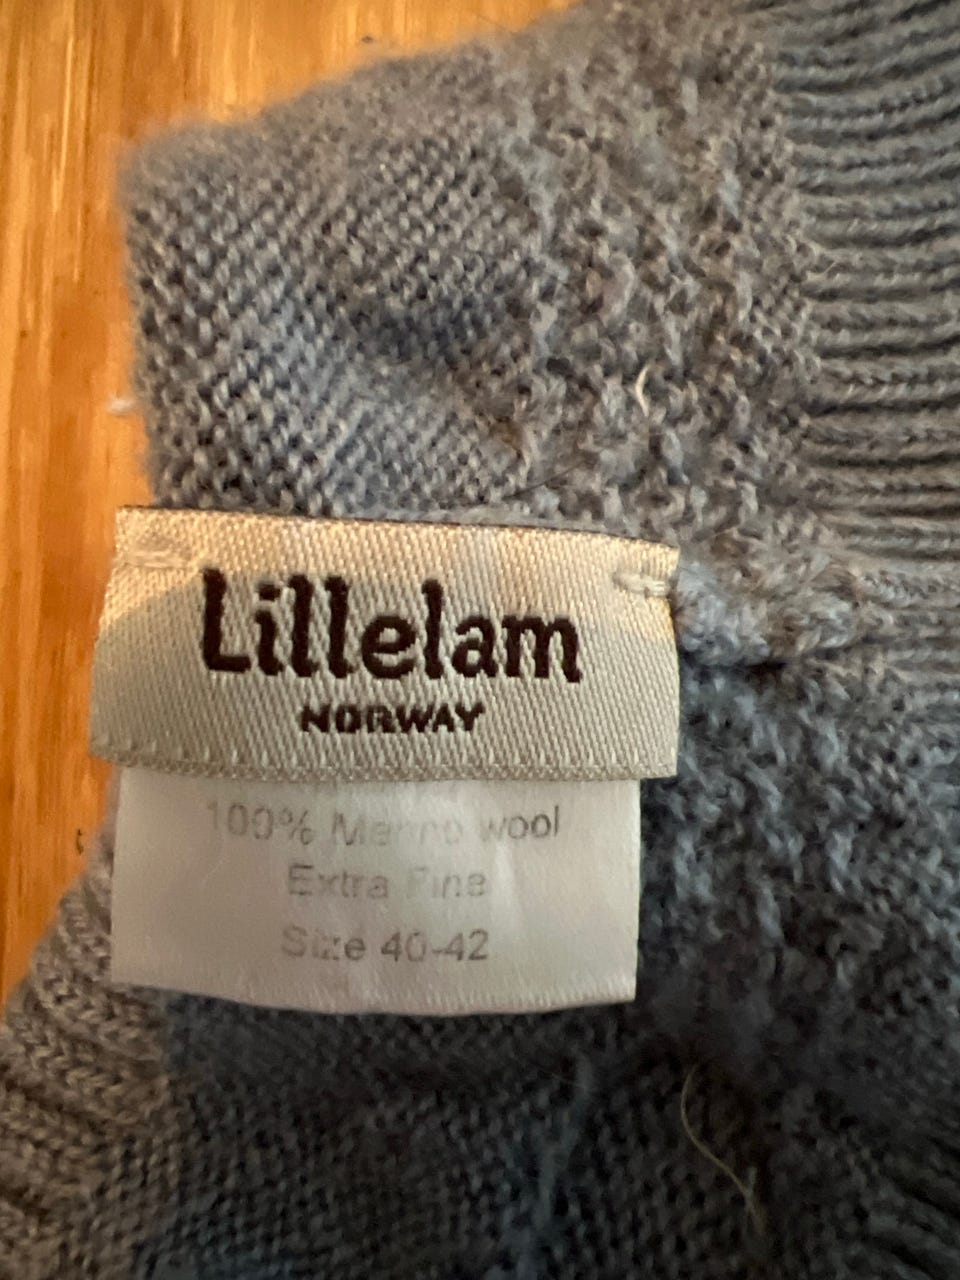 Lillelam
NORWAY
100% Merino wool
Extra Fine
Size 40-42